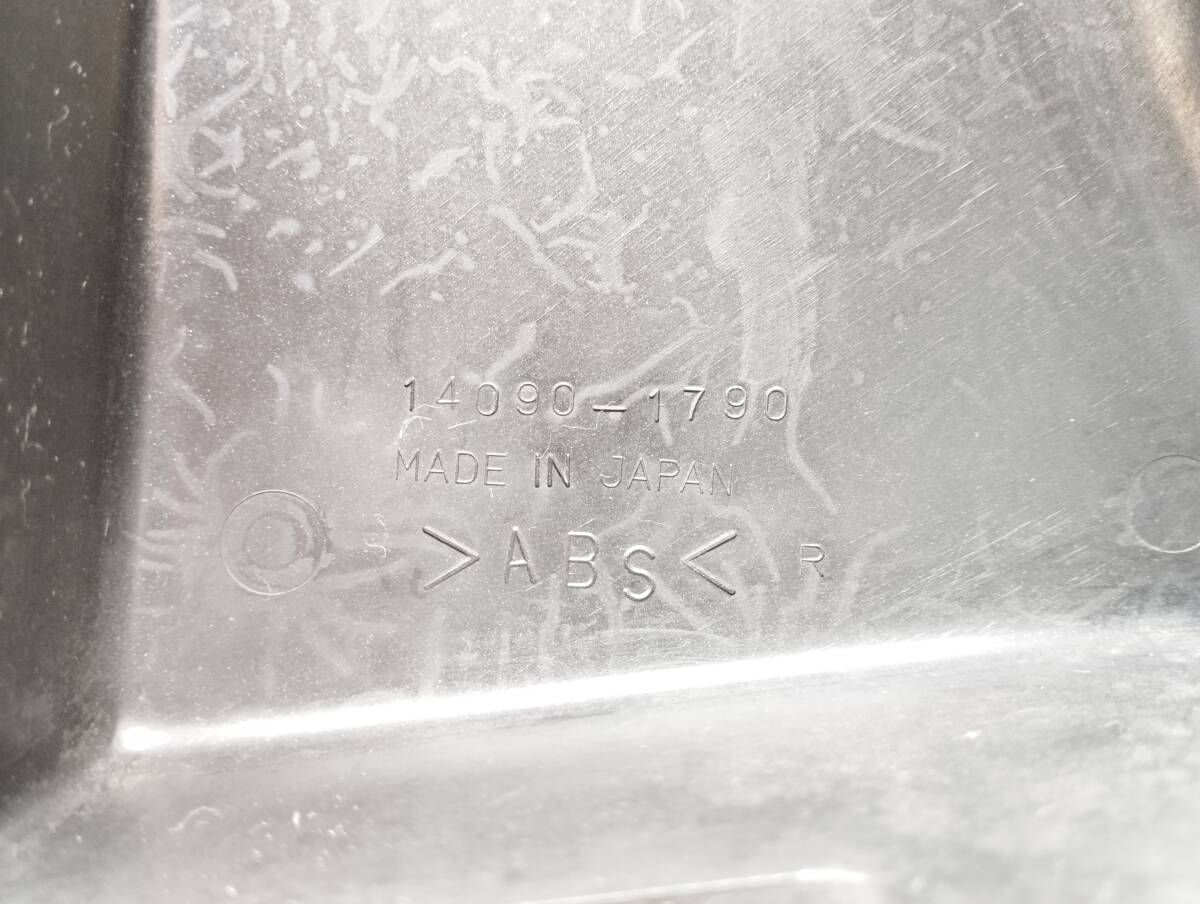 14090-1790
MADE IN JAPAN
>ABS< R